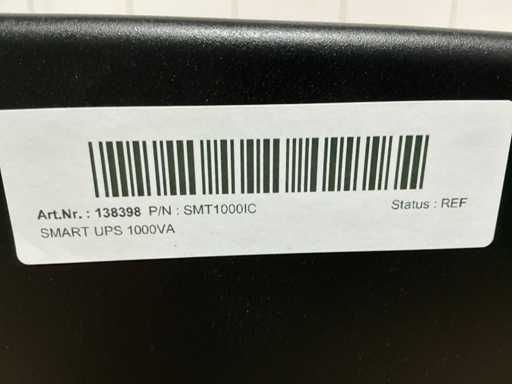 Art.Nr. : 138398 P/N : SMT1000IC Status : REF
SMART UPS 1000VA